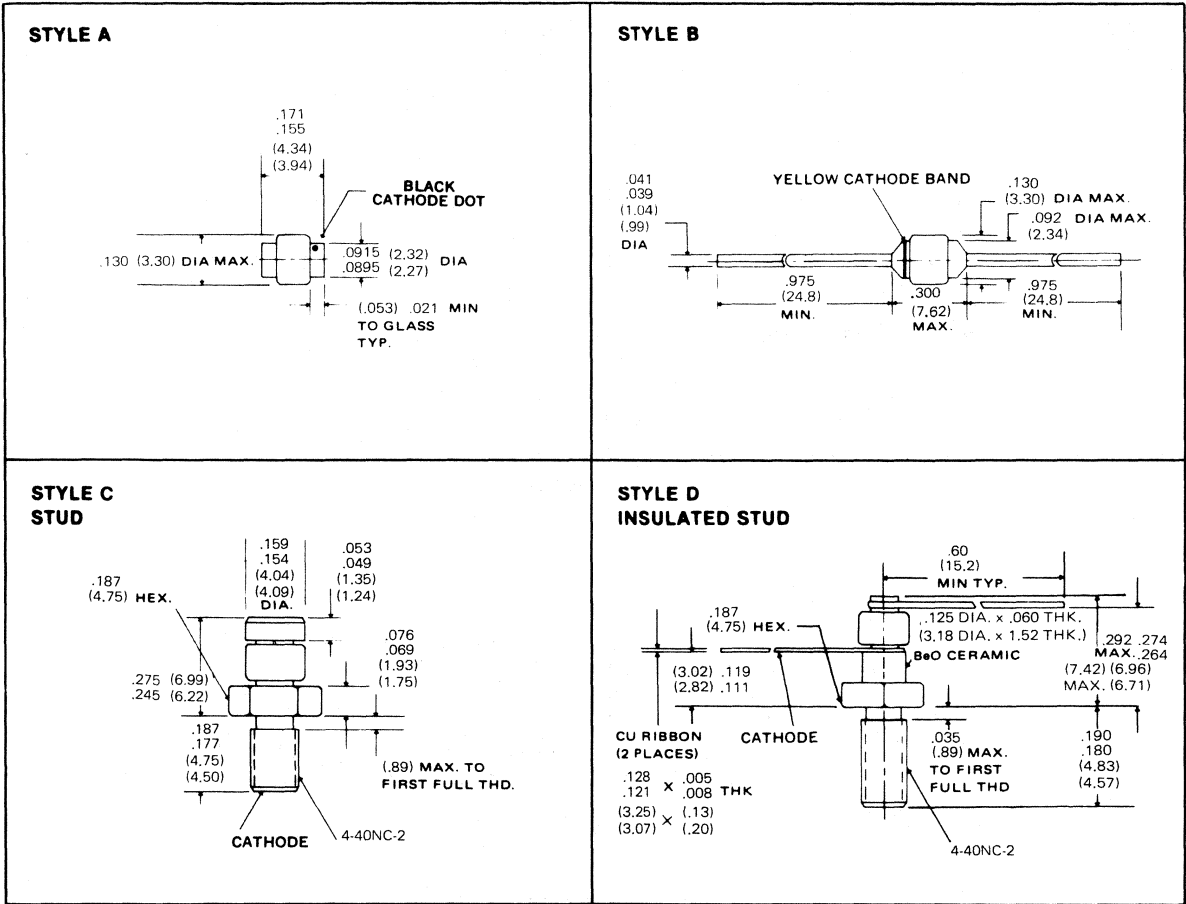 STYLE A
.171
.155
(4.34)
(3.94)
BLACK
CATHODE DOT
.130 (3.30) DIA MAX.
.0915 (2.32) DIA
.0895 (2.27)
(.053) .021 MIN
TO GLASS
TYP.
STYLE B
.041
.039
(1.04)
(.99)
DIA
YELLOW CATHODE BAND
.130
(3.30) DIA MAX.
.092 DIA MAX.
(2.34)
.975
(24.8)
MIN.
.300
(7.62)
MAX.
.975
(24.8)
MIN.
STYLE C
STUD
.159
.154
(4.04)
(4.09)
DIA.
.053
.049
(1.35)
(1.24)
.187
(4.75) HEX.
.076
.069
(1.93)
(1.75)
.275 (6.99)
.245 (6.22)
.187
.177
(4.75)
(4.50)
(.89) MAX. TO
FIRST FULL THD.
CATHODE
4-40NC-2
STYLE D
INSULATED STUD
.60
(15.2)
MIN TYP.
.187
(4.75) HEX.
.125 DIA. x .060 THK.
(3.18 DIA. x 1.52 THK.)
BeO CERAMIC
.292 .274
MAX. .264
(7.42) (6.96)
MAX. (6.71)
(3.02) .119
(2.82) .111
CU RIBBON
(2 PLACES)
CATHODE
.128 x .005
.121 .008 THK
(3.25) x (.13)
(3.07) (.20)
.035
(.89) MAX.
TO FIRST
FULL THD
.190
.180
(4.83)
(4.57)
4-40NC-2